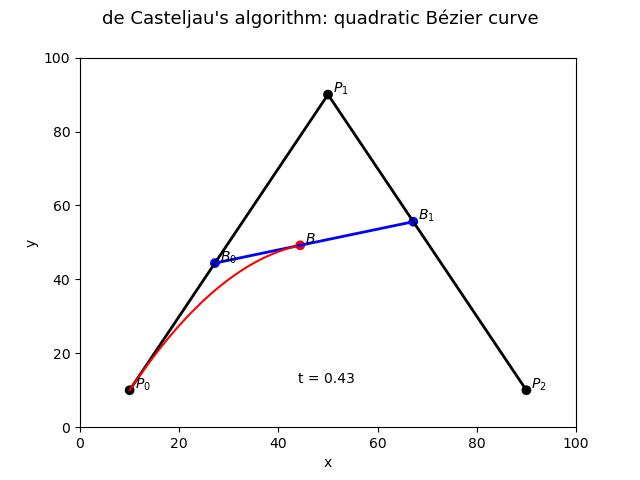 de Casteljau's algorithm: quadratic Bézier curve
100
80
60
40
20
0
y
P₁
B₁
B
B₀
P₀
P₂
t = 0.43
0 20 40 60 80 100
x